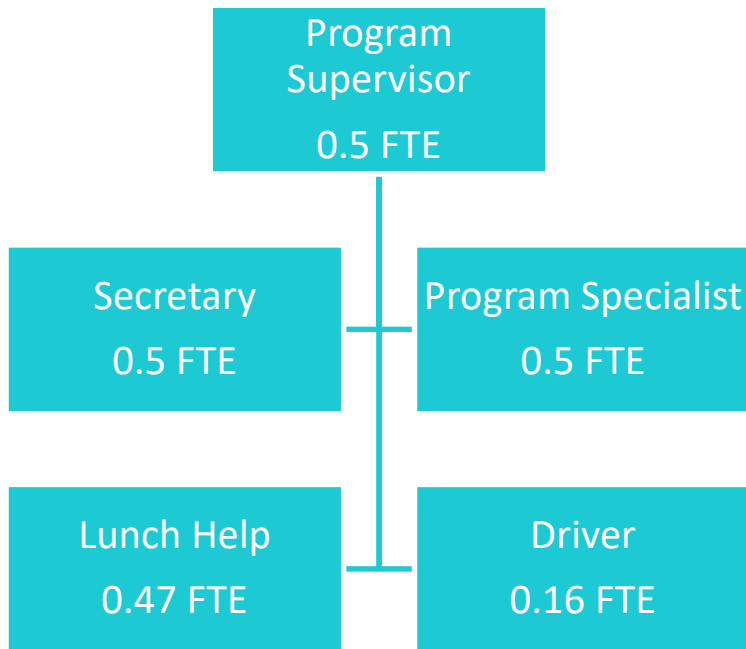 Program
Supervisor
0.5 FTE
Secretary
0.5 FTE
Program Specialist
0.5 FTE
Lunch Help
0.47 FTE
Driver
0.16 FTE